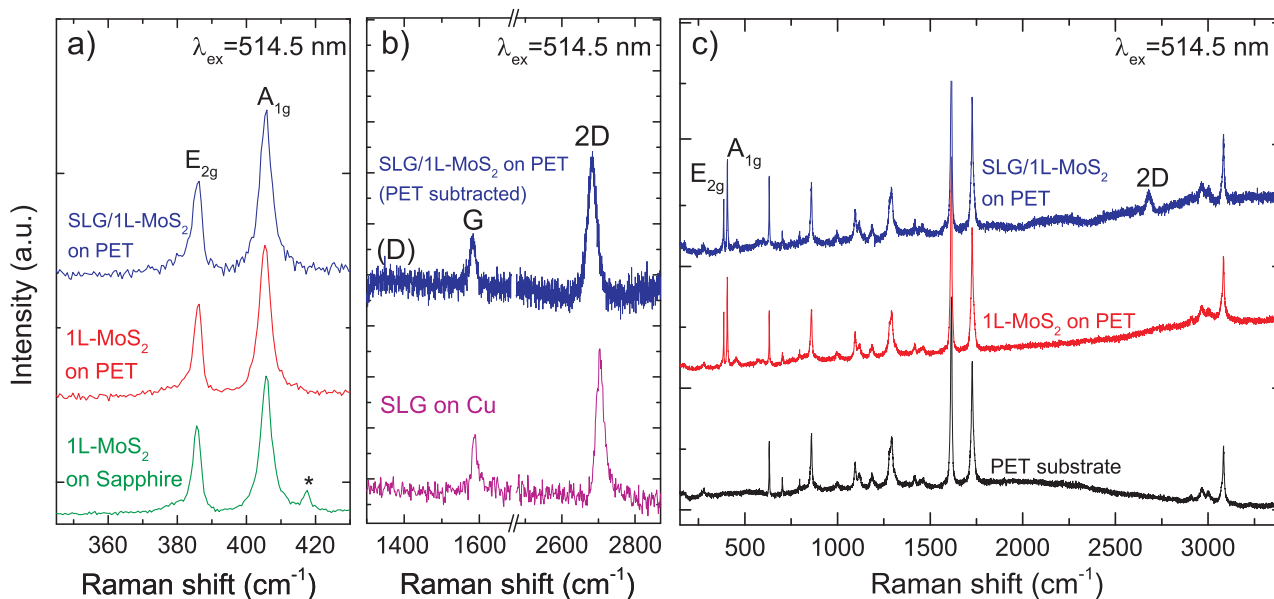 a)
λex=514.5 nm
A1g
E2g
SLG/1L-MoS2
on PET
1L-MoS2
on PET
1L-MoS2
on Sapphire
*
360
380
400
420
Raman shift (cm-1)
Intensity (a.u.)
b)
λex=514.5 nm
2D
SLG/1L-MoS2 on PET
(PET subtracted)
G
(D)
SLG on Cu
1400
1600
2600
2800
Raman shift (cm-1)
c)
λex=514.5 nm
A1g
E2g
SLG/1L-MoS2
on PET
2D
1L-MoS2 on PET
PET substrate
500
1000
1500
2000
2500
3000
Raman shift (cm-1)